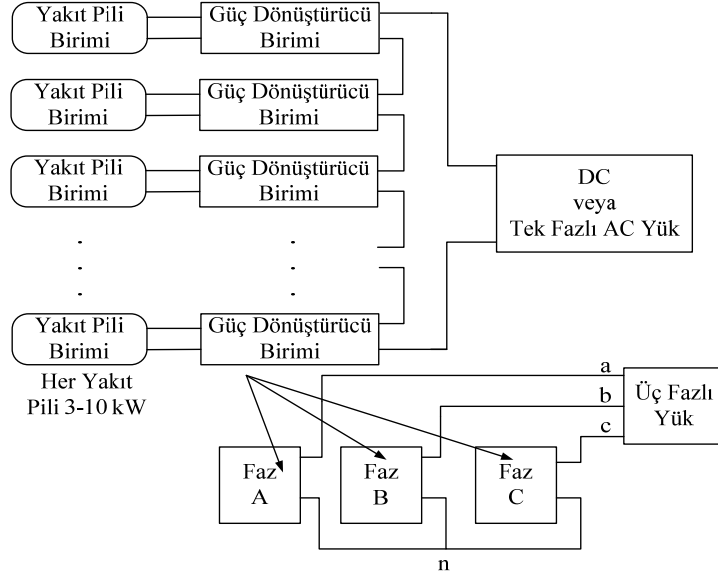 Yakıt Pili
Birimi
Güç Dönüştürücü
Birimi
Yakıt Pili
Birimi
Güç Dönüştürücü
Birimi
Yakıt Pili
Birimi
Güç Dönüştürücü
Birimi
DC
veya
Tek Fazlı AC Yük
Yakıt Pili
Birimi
Güç Dönüştürücü
Birimi
Her Yakıt
Pili 3-10 kW
a
b
c
Üç Fazlı
Yük
Faz
A
Faz
B
Faz
C
n